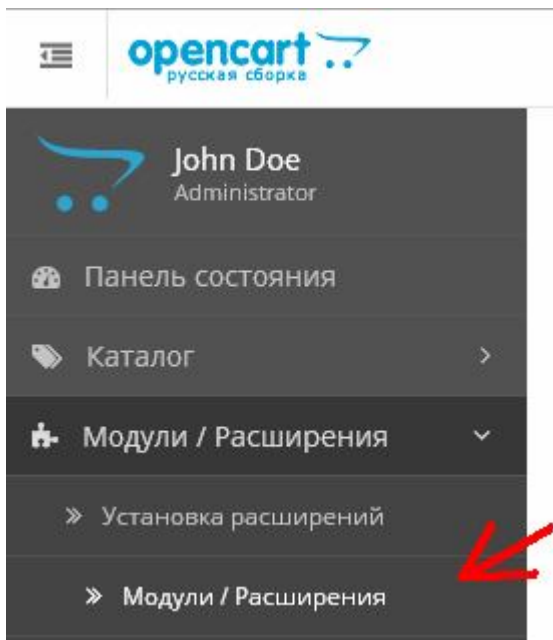 opencart
русская сборка
John Doe
Administrator
Панель состояния
Каталог
Модули / Расширения
Установка расширений
Модули / Расширения